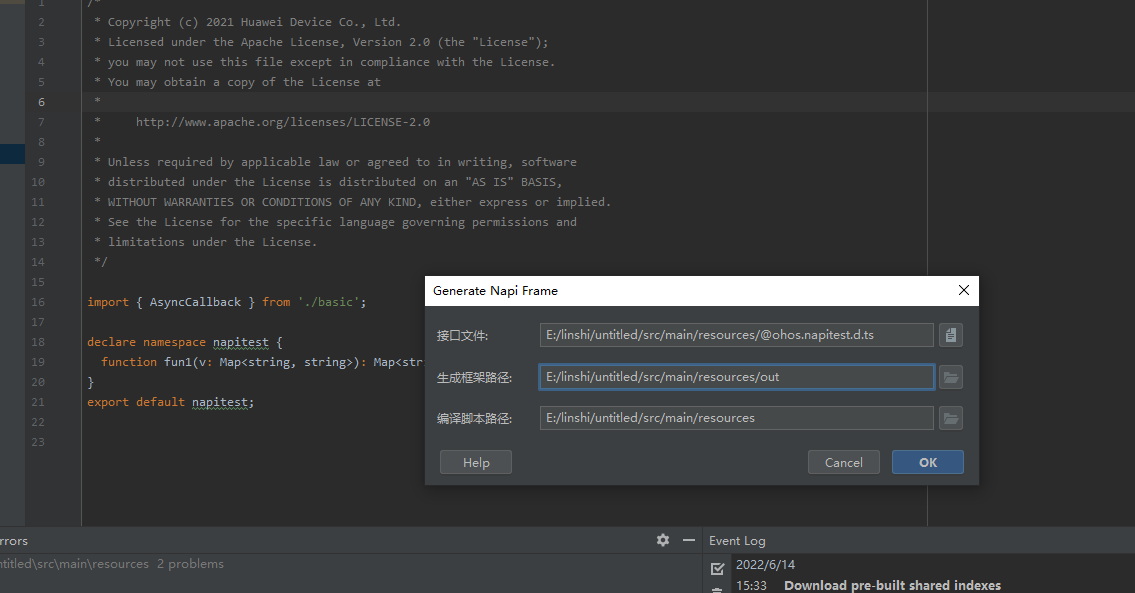 1 /*
2 * Copyright (c) 2021 Huawei Device Co., Ltd.
3 * Licensed under the Apache License, Version 2.0 (the "License");
4 * you may not use this file except in compliance with the License.
5 * You may obtain a copy of the License at
6 *
7 * http://www.apache.org/licenses/LICENSE-2.0
8 *
9 * Unless required by applicable law or agreed to in writing, software
10 * distributed under the License is distributed on an "AS IS" BASIS,
11 * WITHOUT WARRANTIES OR CONDITIONS OF ANY KIND, either express or implied.
12 * See the License for the specific language governing permissions and
13 * limitations under the License.
14 */
15
16 import { AsyncCallback } from './basic';
17
18 declare namespace napitest {
19 function fun1(v: Map<string, string>): Map<str
20 }
21 export default napitest;
22
23
Generate Napi Frame
接口文件: E:/linshi/untitled/src/main/resources/@ohos.napitest.d.ts
生成框架路径: E:/linshi/untitled/src/main/resources/out
编译脚本路径: E:/linshi/untitled/src/main/resources
Help Cancel OK
rrors
ntitled\src\main\resources 2 problems
Event Log
2022/6/14
15:33 Download pre-built shared indexes